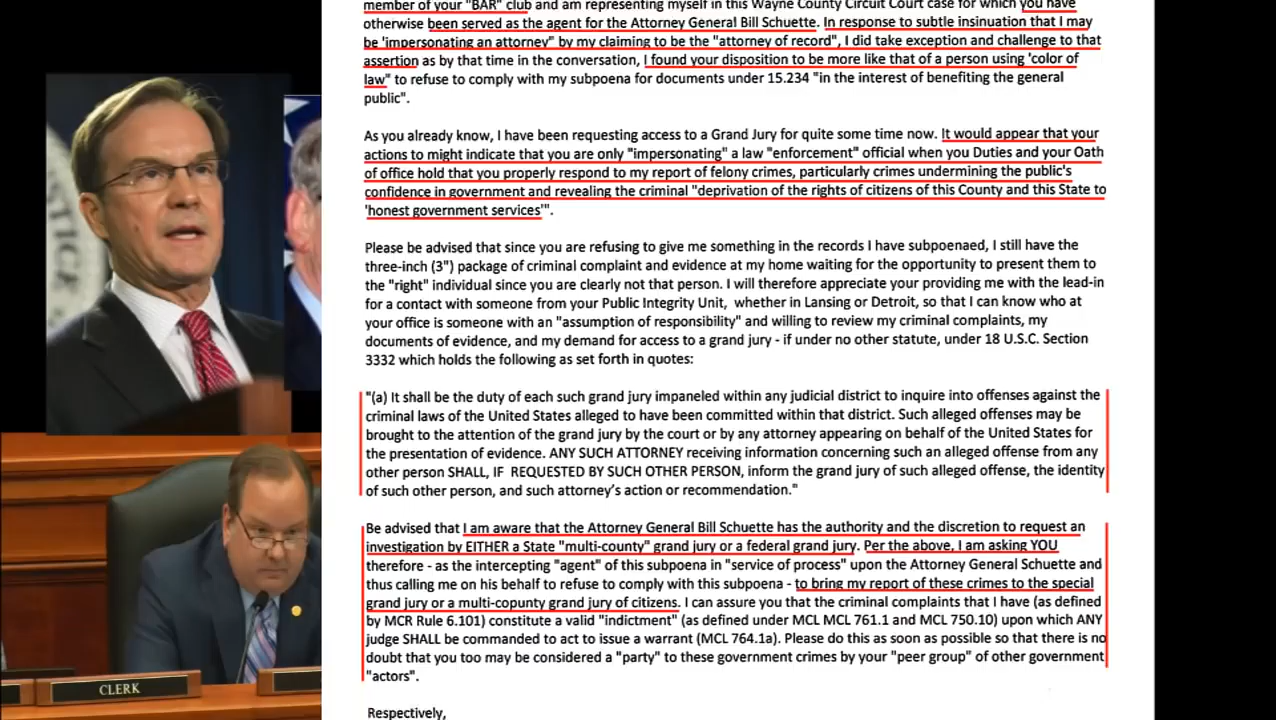 member of your "BAR" club and am representing myself in this Wayne County Circuit Court case for which you have
otherwise been served as the agent for the Attorney General Bill Schuette. In response to subtle insinuation that I may
be 'impersonating an attorney" by my claiming to be the "attorney of record", I did take exception and challenge to that
assertion as by that time in the conversation, I found your disposition to be more like that of a person using 'color of
law" to refuse to comply with my subpoena for documents under 15.234 "in the interest of benefiting the general
public".
As you already know, I have been requesting access to a Grand Jury for quite some time now. It would appear that your
actions to might indicate that you are only "impersonating" a law "enforcement" official when you Duties and your Oath
of office hold that you properly respond to my report of felony crimes, particularly crimes undermining the public's
confidence in government and revealing the criminal "deprivation of the rights of citizens of this County and this State to
'honest government services'".
Please be advised that since you are refusing to give me something in the records I have subpoenaed, I still have the
three-inch (3") package of criminal complaint and evidence at my home waiting for the opportunity to present them to
the "right" individual since you are clearly not that person. I will therefore appreciate your providing me with the lead-in
for a contact with someone from your Public Integrity Unit, whether in Lansing or Detroit, so that I can know who at
your office is someone with an "assumption of responsibility" and willing to review my criminal complaints, my
documents of evidence, and my demand for access to a grand jury - if under no other statute, under 18 U.S.C. Section
3332 which holds the following as set forth in quotes:
"(a) It shall be the duty of each such grand jury impaneled within any judicial district to inquire into offenses against the
criminal laws of the United States alleged to have been committed within that district. Such alleged offenses may be
brought to the attention of the grand jury by the court or by any attorney appearing on behalf of the United States for
the presentation of evidence. ANY SUCH ATTORNEY receiving information concerning such an alleged offense from any
other person SHALL, IF REQUESTED BY SUCH OTHER PERSON, inform the grand jury of such alleged offense, the identity
of such other person, and such attorney's action or recommendation."
Be advised that I am aware that the Attorney General Bill Schuette has the authority and the discretion to request an
investigation by EITHER a State "multi-county" grand jury or a federal grand jury. Per the above, I am asking YOU
therefore - as the intercepting "agent" of this subpoena in "service of process" upon the Attorney General Schuette and
thus calling me on his behalf to refuse to comply with this subpoena - to bring my report of these crimes to the special
grand jury or a multi-copunty grand jury of citizens. I can assure you that the criminal complaints that I have (as defined
by MCR Rule 6.101) constitute a valid "indictment" (as defined under MCL MCL 761.1 and MCL 750.10) upon which ANY
judge SHALL be commanded to act to issue a warrant (MCL 764.1a). Please do this as soon as possible so that there is no
doubt that you too may be considered a "party" to these government crimes by your "peer group" of other government
"actors".
Respectively,
STICE
CLERK